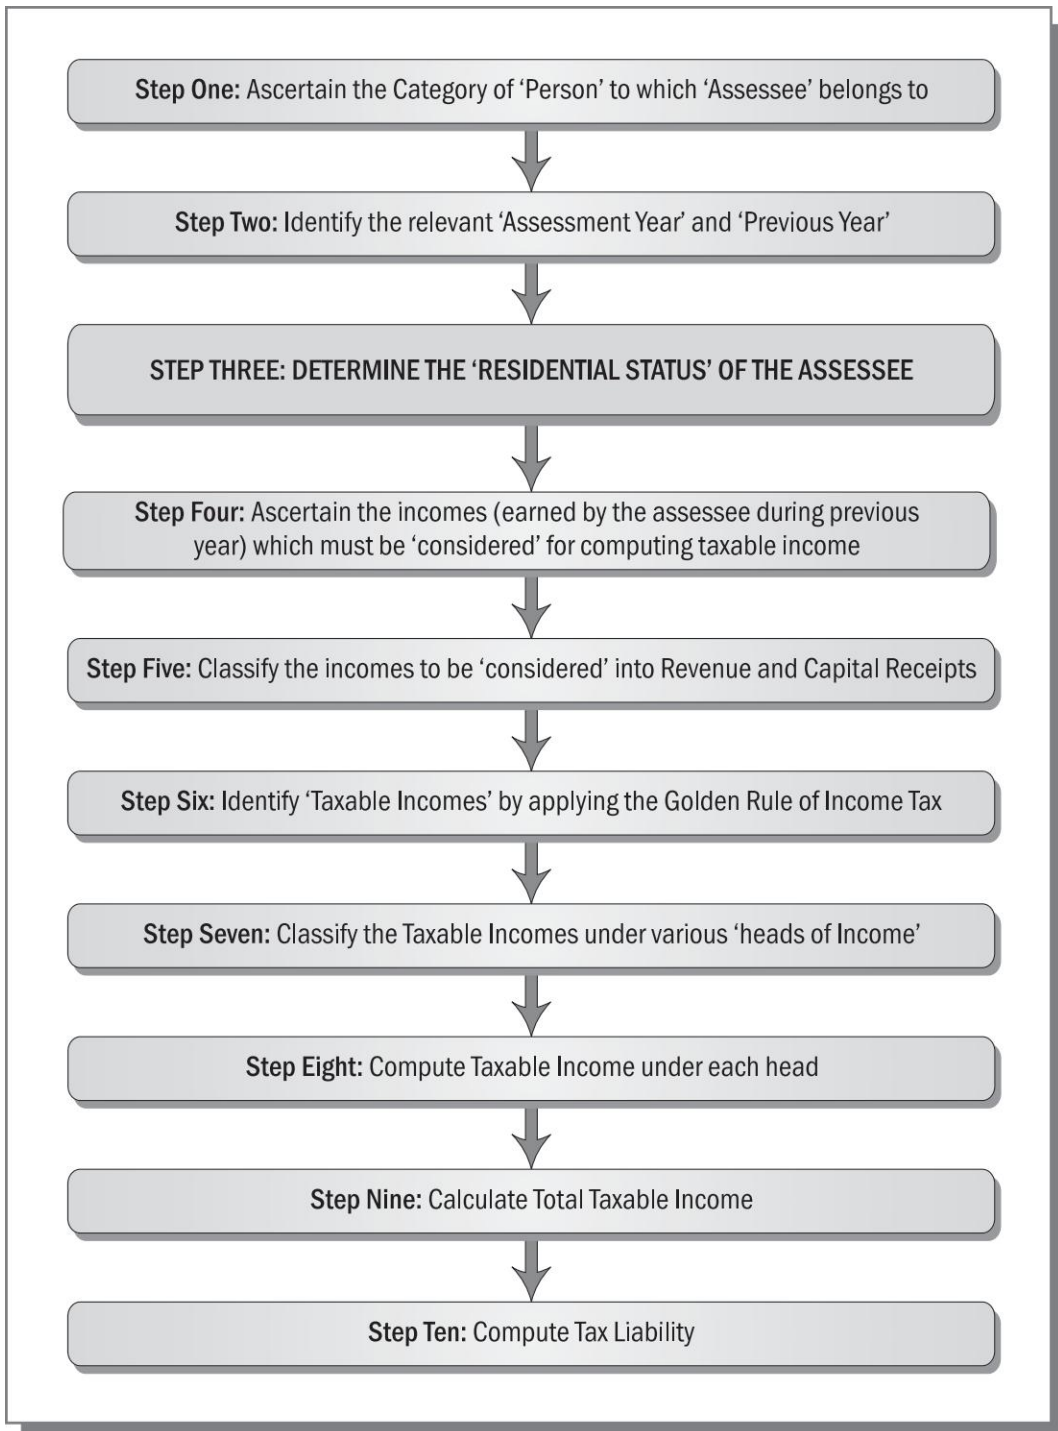 Step One: Ascertain the Category of ‘Person’ to which ‘Assessee’ belongs to
Step Two: Identify the relevant ‘Assessment Year’ and ‘Previous Year’
STEP THREE: DETERMINE THE ‘RESIDENTIAL STATUS’ OF THE ASSESSEE
Step Four: Ascertain the incomes (earned by the assessee during previous
year) which must be ‘considered’ for computing taxable income
Step Five: Classify the incomes to be ‘considered’ into Revenue and Capital Receipts
Step Six: Identify ‘Taxable Incomes’ by applying the Golden Rule of Income Tax
Step Seven: Classify the Taxable Incomes under various ‘heads of Income’
Step Eight: Compute Taxable Income under each head
Step Nine: Calculate Total Taxable Income
Step Ten: Compute Tax Liability